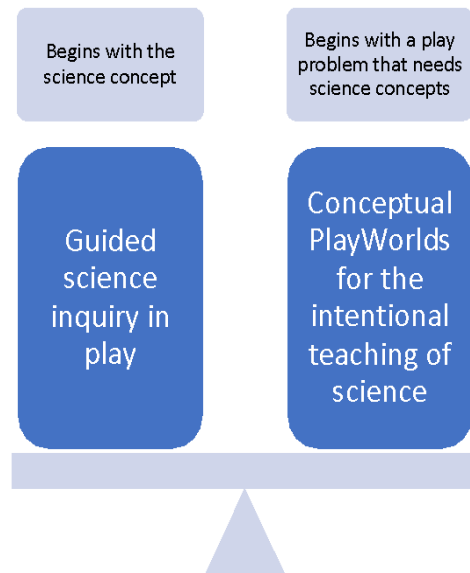 Begins with the
science concept
Begins with a play
problem that needs
science concepts
Guided
science
inquiry in
play
Conceptual
PlayWorlds
for the
intentional
teaching of
science